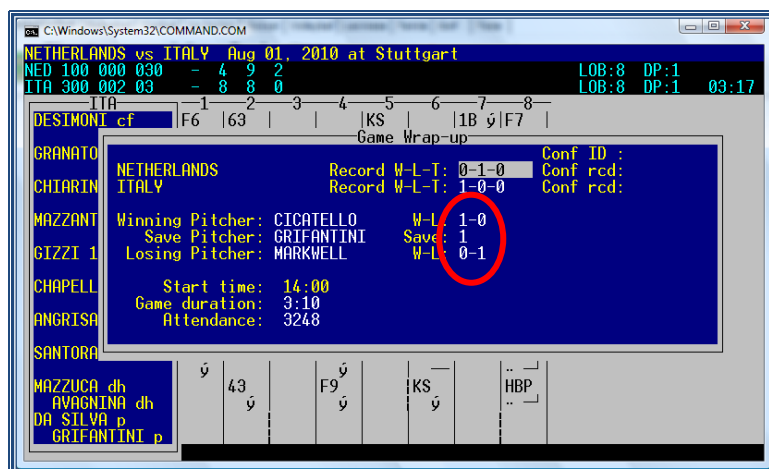 C:\Windows\System32\COMMAND.COM
NETHERLANDS vs ITALY Aug 01, 2010 at Stuttgart
NED 100 000 030 - 4 9 2 LOB:8 DP:1
ITA 300 002 03 - 8 8 0 LOB:8 DP:1 03:17
ITA 1 2 3 4 5 6 7 8
DESIMONI cf F6 63 KS 1B ý F7
Game Wrap-up
GRANATO Conf ID :
NETHERLANDS Record W-L-T: 0-1-0 Conf rcd:
CHIARIN ITALY Record W-L-T: 1-0-0 Conf rcd:
MAZZANT Winning Pitcher: CICATELLO W-L: 1-0
Save Pitcher: GRIFANTINI Save: 1
GIZZI 1 Losing Pitcher: MARKWELL W-L: 0-1
CHAPELL Start time: 14:00
Game duration: 3:10
ANGRISA Attendance: 3248
SANTORA
ý ý
MAZZUCA dh 43 F9 KS HBP
AVAGNINA dh ý ý ý
DA SILVA p
GRIFANTINI p